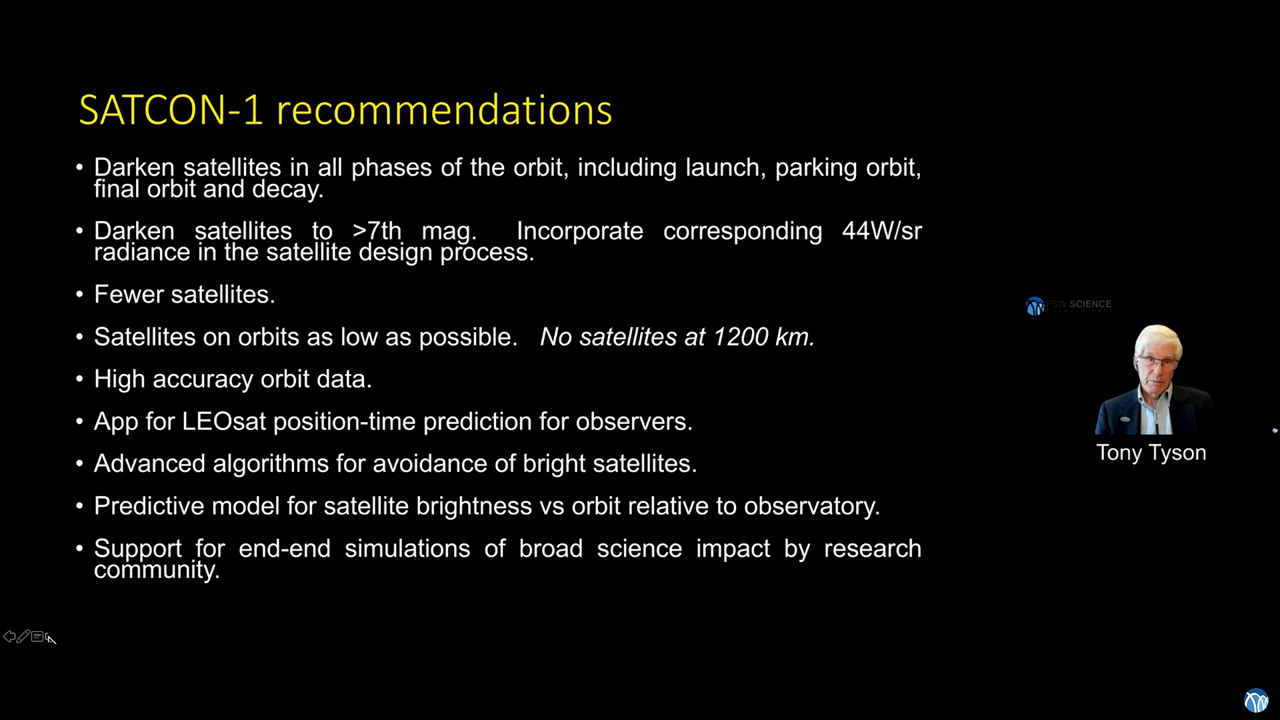 SATCON-1 recommendations
• Darken satellites in all phases of the orbit, including launch, parking orbit,
final orbit and decay.
• Darken satellites to >7th mag. Incorporate corresponding 44W/sr
radiance in the satellite design process.
• Fewer satellites.
• Satellites on orbits as low as possible. No satellites at 1200 km.
• High accuracy orbit data.
• App for LEOsat position-time prediction for observers.
• Advanced algorithms for avoidance of bright satellites.
• Predictive model for satellite brightness vs orbit relative to observatory.
• Support for end-end simulations of broad science impact by research
community.
PSW SCIENCE
Tony Tyson